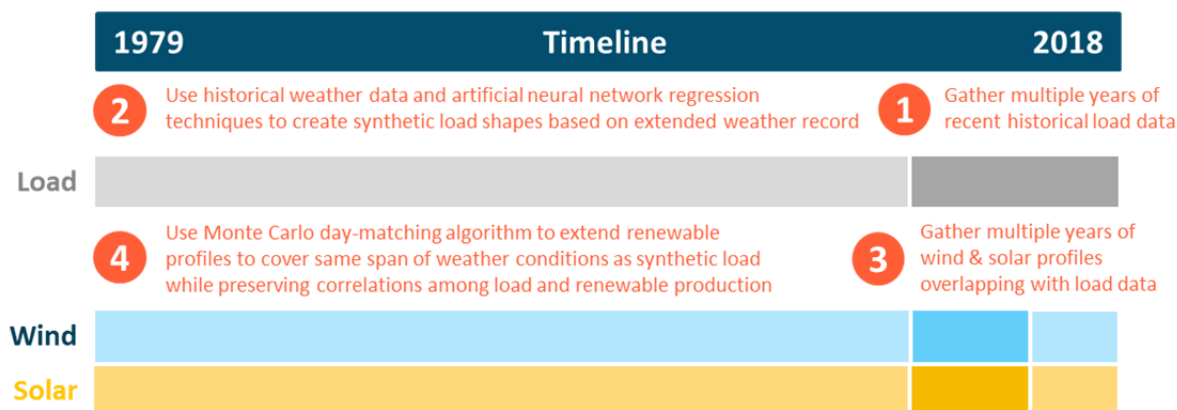 1979 Timeline 2018
2 Use historical weather data and artificial neural network regression
techniques to create synthetic load shapes based on extended weather record
1 Gather multiple years of
recent historical load data
Load
4 Use Monte Carlo day-matching algorithm to extend renewable
profiles to cover same span of weather conditions as synthetic load
while preserving correlations among load and renewable production
3 Gather multiple years of
wind & solar profiles
overlapping with load data
Wind
Solar